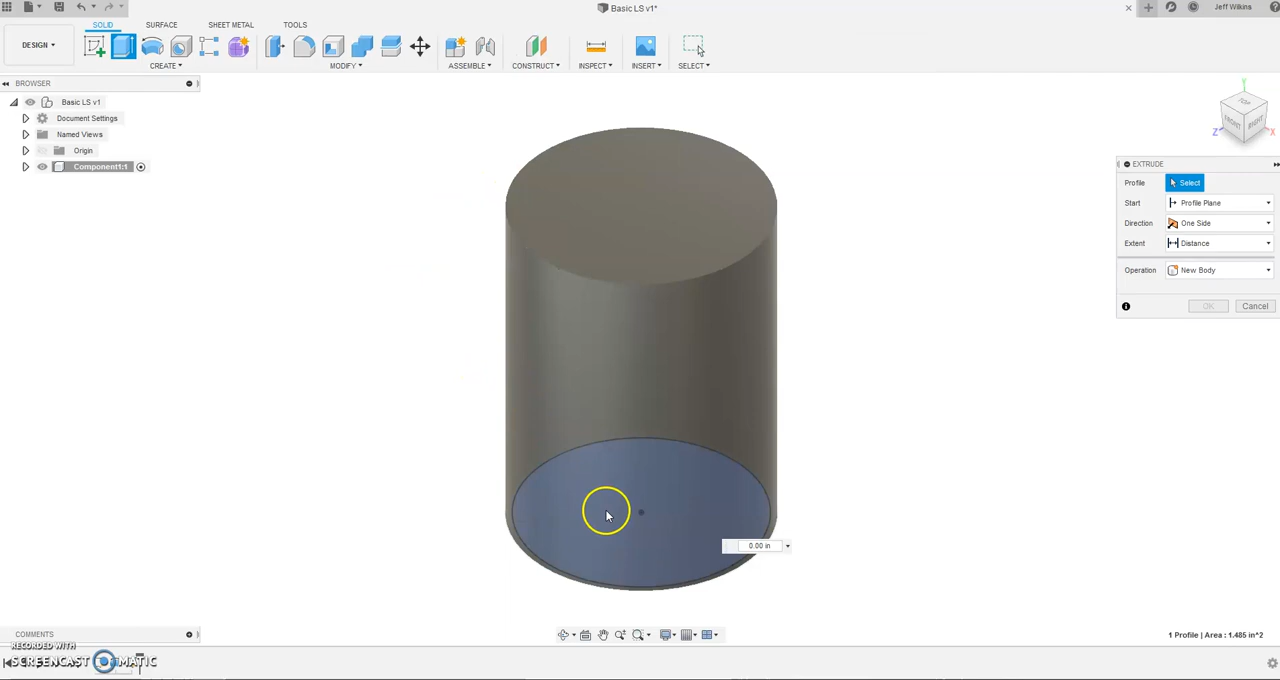 Basic LS v1*
Jeff Wilkins
SOLID
SURFACE
SHEET METAL
TOOLS
DESIGN
CREATE
MODIFY
ASSEMBLE
CONSTRUCT
INSPECT
INSERT
SELECT
BROWSER
Basic LS v1
Document Settings
Named Views
Origin
Component1:1
Y
TOP
FRONT
RIGHT
Z
X
EXTRUDE
Profile
Select
Start
Profile Plane
Direction
One Side
Extent
Distance
Operation
New Body
OK
Cancel
0.00 in
COMMENTS
1 Profile | Area : 1.485 in^2
RECORDED WITH
SCREENCAST MATIC